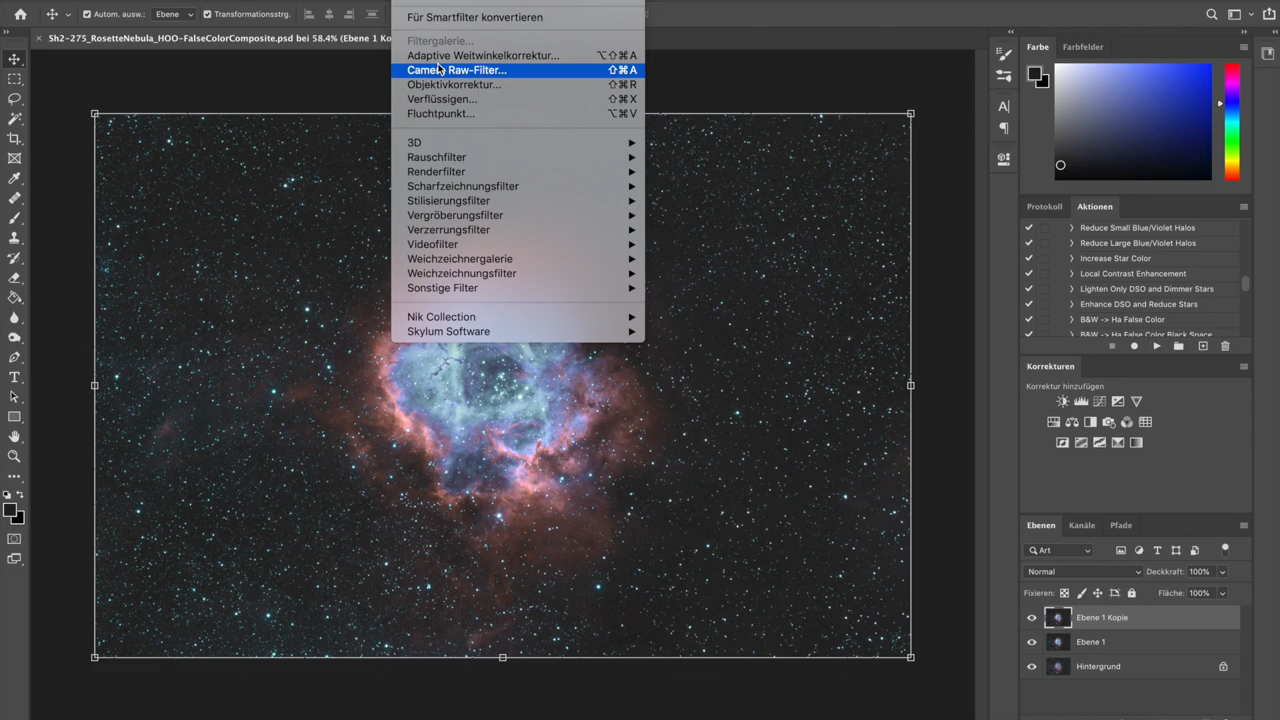 Autom. ausw.: Ebene Transformationsstrg.
Sh2-275_RosetteNebula_HOO-FalseColorComposite.psd bei 58.4% (Ebene 1 Ko
Für Smartfilter konvertieren
Filtergalerie...
Adaptive Weitwinkelkorrektur... ⌥⇧⌘A
Camera Raw-Filter... ⇧⌘A
Objektivkorrektur... ⇧⌘R
Verflüssigen... ⇧⌘X
Fluchtpunkt... ⌥⌘V
3D
Rauschfilter
Renderfilter
Scharfzeichnungsfilter
Stilisierungsfilter
Vergröberungsfilter
Verzerrungsfilter
Videofilter
Weichzeichnergalerie
Weichzeichnungsfilter
Sonstige Filter
Nik Collection
Skylum Software
Farbe Farbfelder
Protokoll Aktionen
Reduce Small Blue/Violet Halos
Reduce Large Blue/Violet Halos
Increase Star Color
Local Contrast Enhancement
Lighten Only DSO and Dimmer Stars
Enhance DSO and Reduce Stars
B&W -> Ha False Color
B&W -> Ha False Color Black Space
Korrekturen
Korrektur hinzufügen
Ebenen Kanäle Pfade
Art
Normal Deckkraft: 100%
Fixieren: Fläche: 100%
Ebene 1 Kopie
Ebene 1
Hintergrund